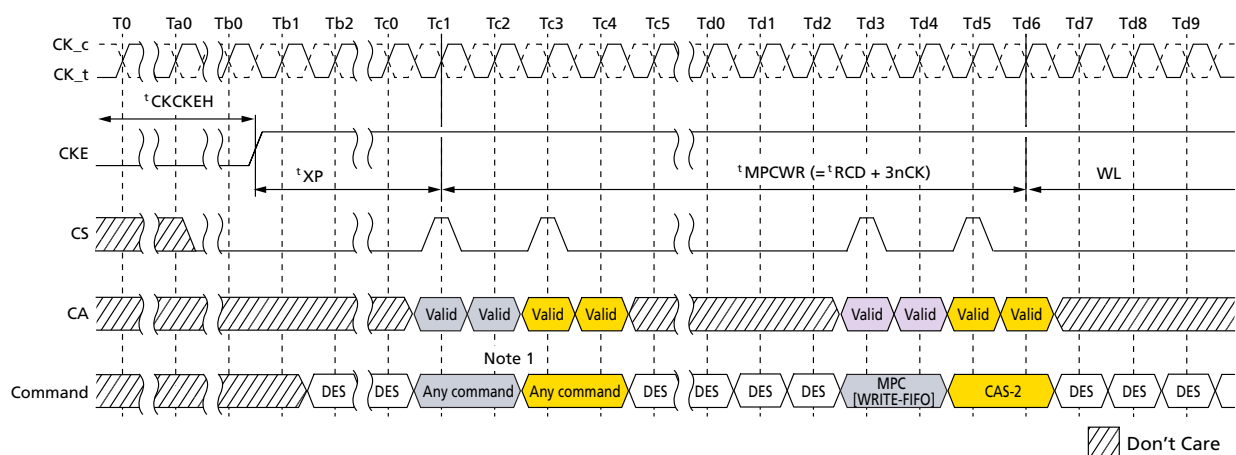 T0 Ta0 Tb0 Tb1 Tb2 Tc0 Tc1 Tc2 Tc3 Tc4 Tc5 Td0 Td1 Td2 Td3 Td4 Td5 Td6 Td7 Td8 Td9
CK_c
CK_t
tCKCKEH
CKE
tXP
tMPCWR (= tRCD + 3nCK)
WL
CS
CA
Valid Valid Valid Valid Valid Valid Valid Valid
Note 1
Command
DES DES Any command Any command DES DES DES DES MPC [WRITE-FIFO] CAS-2 DES DES DES
Don't Care